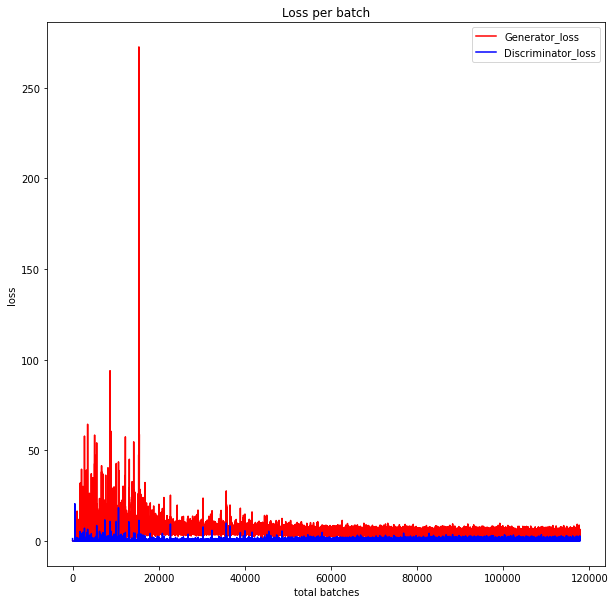 Loss per batch
Generator_loss
Discriminator_loss
250
200
150
100
50
0
loss
0 20000 40000 60000 80000 100000 120000
total batches